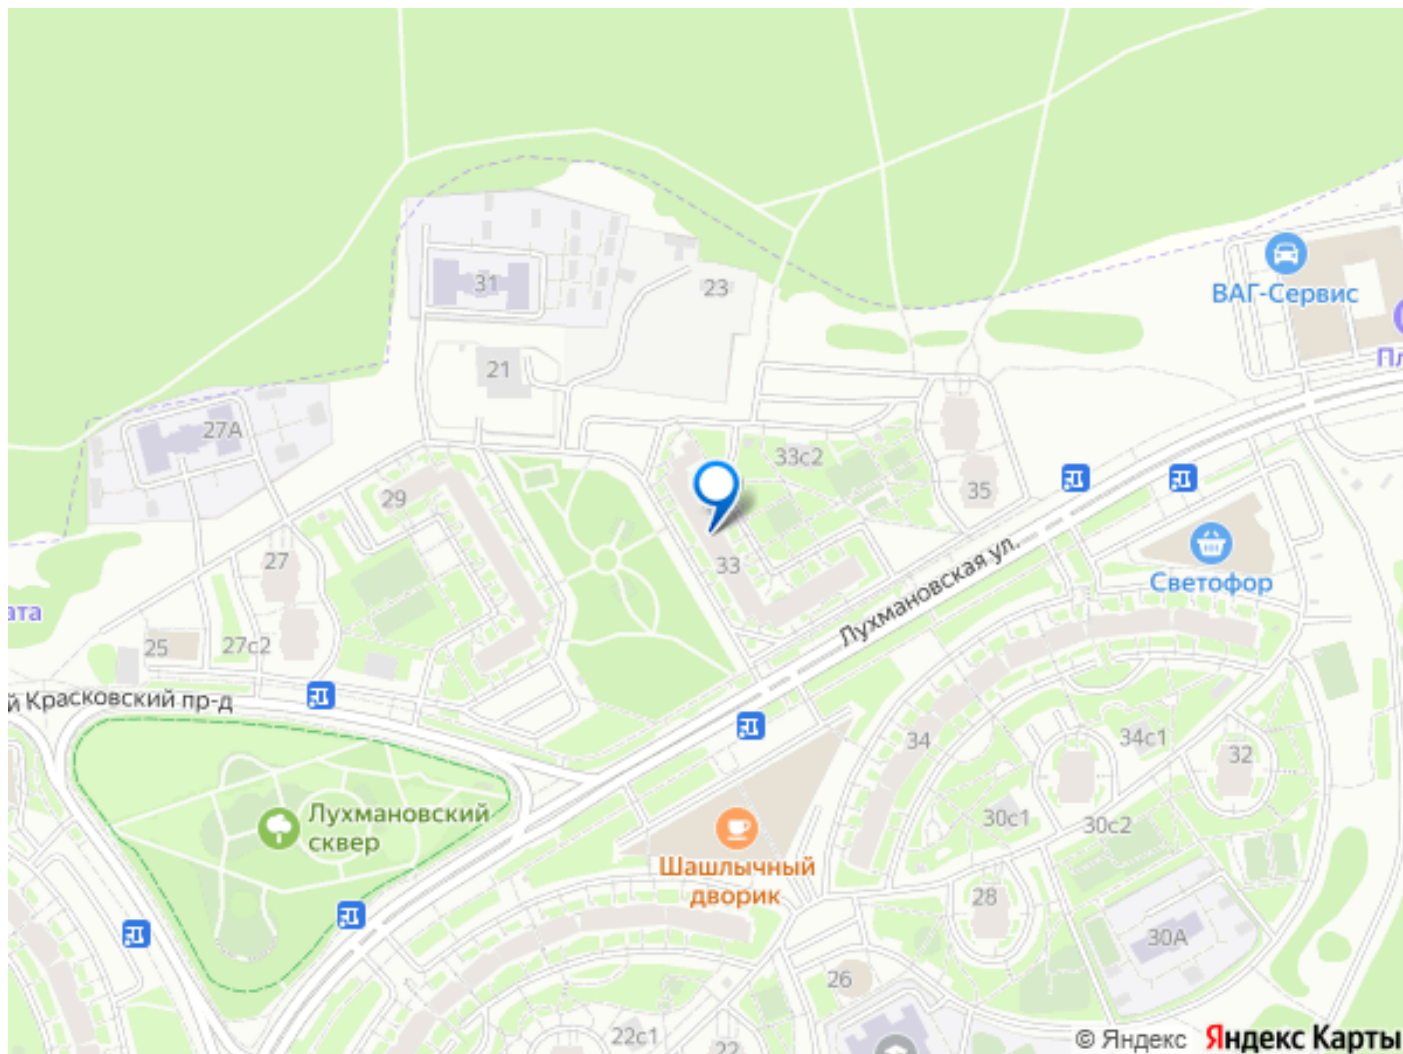 31
23
ВАГ-Сервис
21
27А
33с2
29
35
27
33
Светофор
Лухмановская ул.
25
27с2
й Красковский пр-д
34
34с1
32
Лухмановский
сквер
30с1
30с2
Шашлычный
дворик
28
30А
26
22с1
22
© Яндекс
Яндекс Карты
ата
Пл